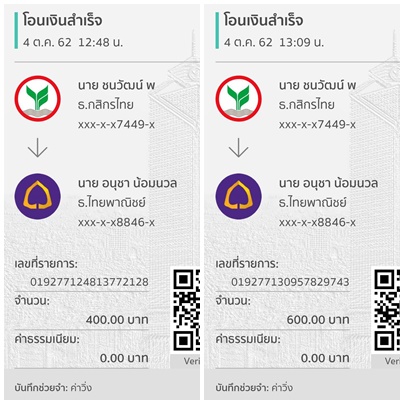 โอนเงินสำเร็จ
4 ต.ค. 62 12:48 น.
นาย ชนวัฒน์ พ
ธ.กสิกรไทย
xxx-x-x7449-x
นาย อนุชา น้อมนวล
ธ.ไทยพาณิชย์
xxx-x-x8846-x
เลขที่รายการ:
019277124813772128
จำนวน:
400.00 บาท
ค่าธรรมเนียม:
0.00 บาท
Veri
บันทึกช่วยจำ: ค่าวิ่ง
โอนเงินสำเร็จ
4 ต.ค. 62 13:09 น.
นาย ชนวัฒน์ พ
ธ.กสิกรไทย
xxx-x-x7449-x
นาย อนุชา น้อมนวล
ธ.ไทยพาณิชย์
xxx-x-x8846-x
เลขที่รายการ:
019277130957829743
จำนวน:
600.00 บาท
ค่าธรรมเนียม:
0.00 บาท
Veri
บันทึกช่วยจำ: ค่าวิ่ง